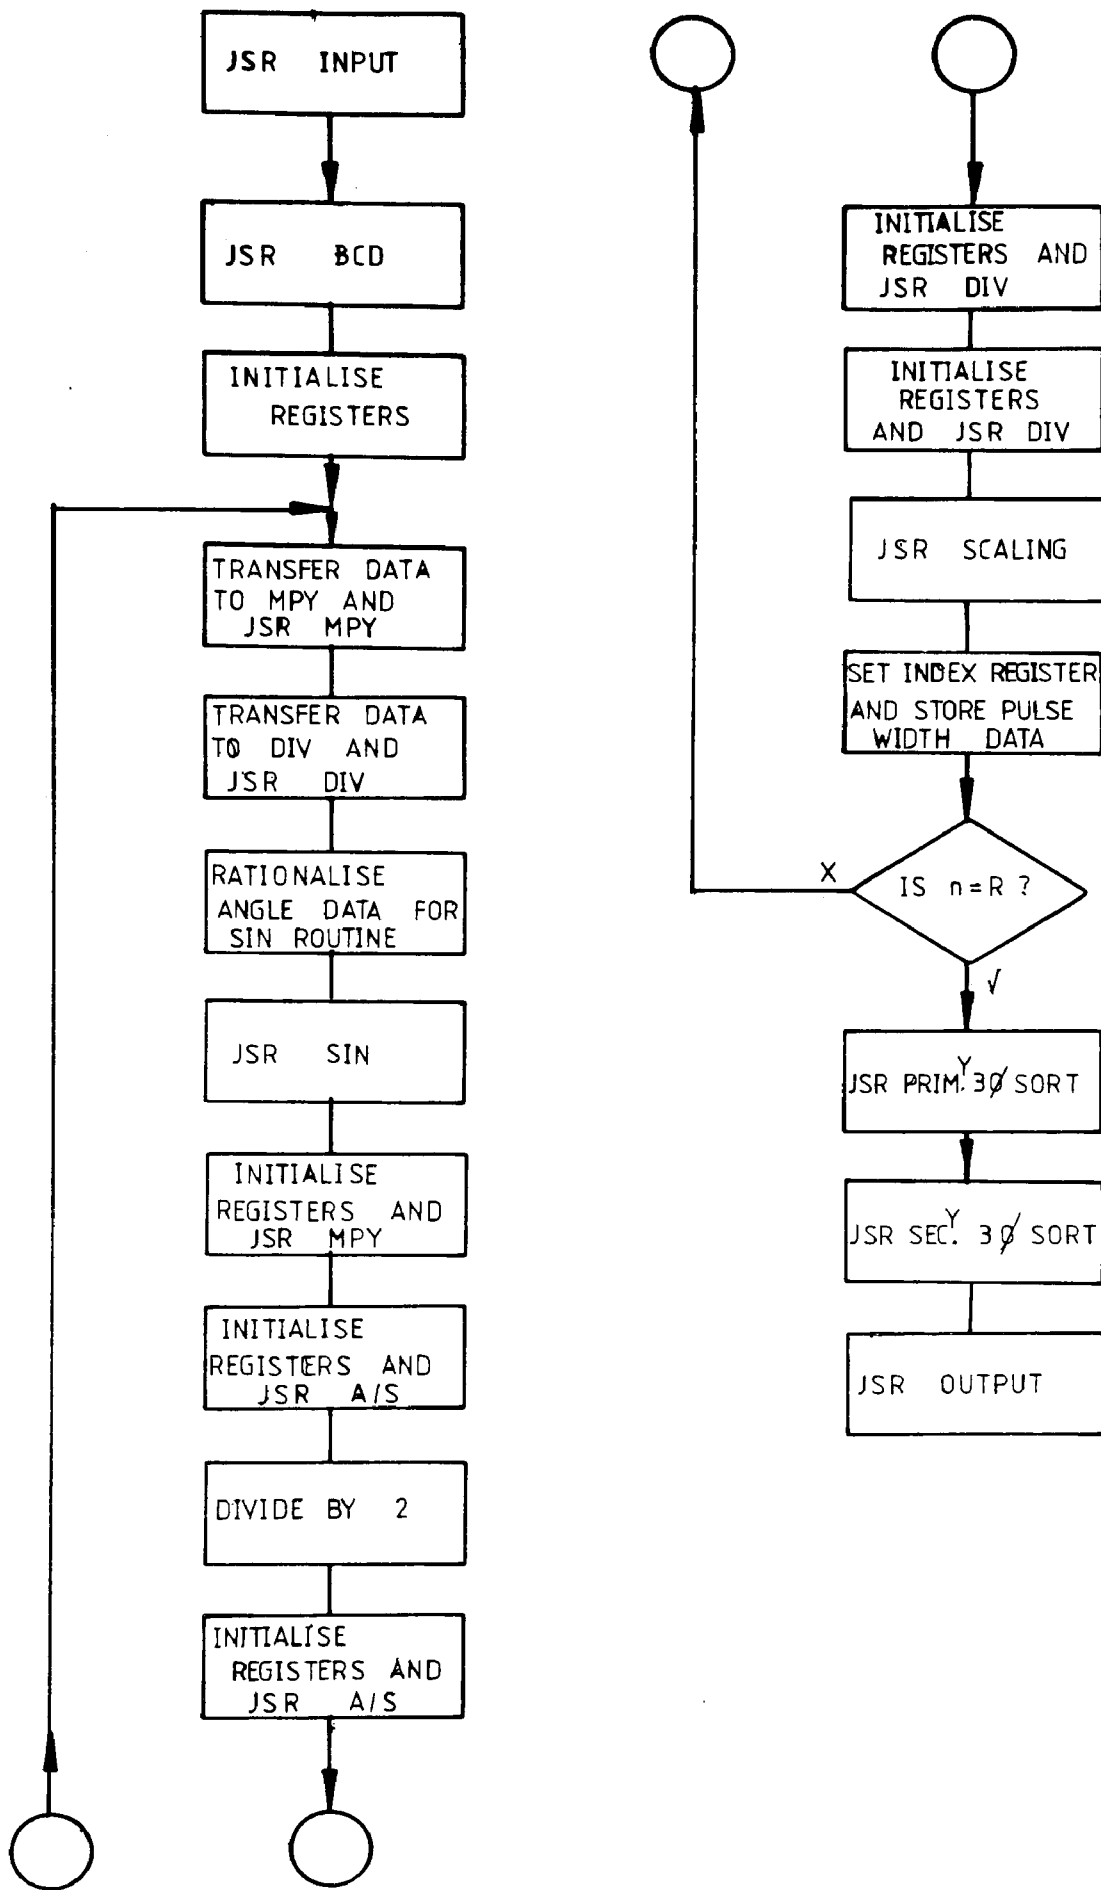 JSR INPUT
JSR BCD
INITIALISE
REGISTERS
TRANSFER DATA
TO MPY AND
JSR MPY
TRANSFER DATA
TO DIV AND
JSR DIV
RATIONALISE
ANGLE DATA FOR
SIN ROUTINE
JSR SIN
INITIALISE
REGISTERS AND
JSR MPY
INITIALISE
REGISTERS AND
JSR A/S
DIVIDE BY 2
INITIALISE
REGISTERS AND
JSR A/S
INITIALISE
REGISTERS AND
JSR DIV
INITIALISE
REGISTERS
AND JSR DIV
JSR SCALING
SET INDEX REGISTER
AND STORE PULSE
WIDTH DATA
X
IS n=R ?
√
JSR PRIM.Y 3Ø SORT
JSR SEC.Y 3Ø SORT
JSR OUTPUT